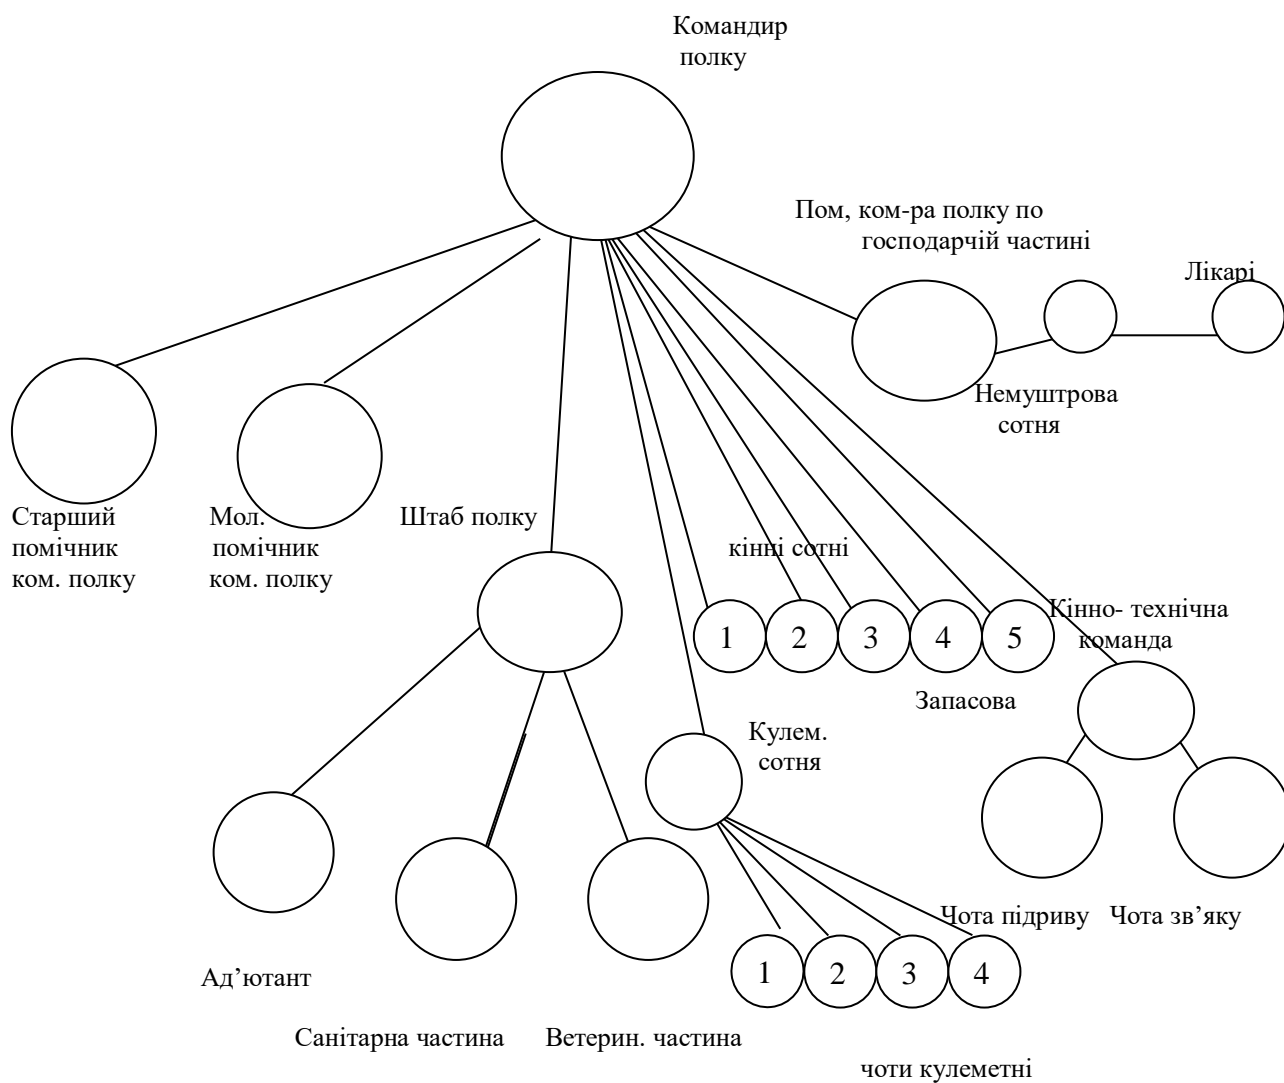 Командир
полку
Пом, ком-ра полку по
господарчій частині
Лікарі
Немуштрова
сотня
Старший
помічник
ком. полку
Мол.
помічник
ком. полку
Штаб полку
кінні сотні
1 2 3 4 5
Кінно- технічна
команда
Запасова
Кулем.
сотня
Чота підриву
Чота зв’яку
1 2 3 4
Ад’ютант
Санітарна частина
Ветерин. частина
чоти кулеметні